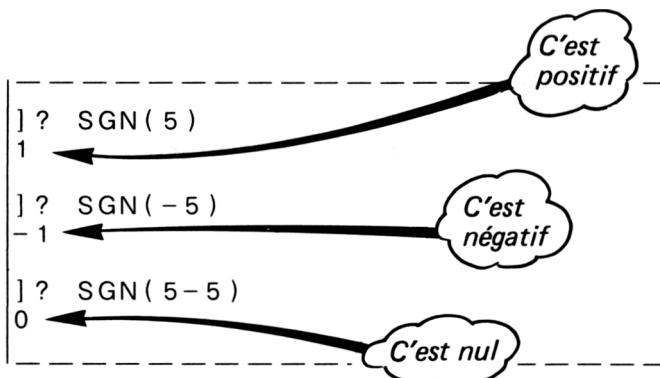 C'est
positif
]? SGN(5)
1
]? SGN(-5)
-1
C'est
négatif
]? SGN(5-5)
0
C'est nul